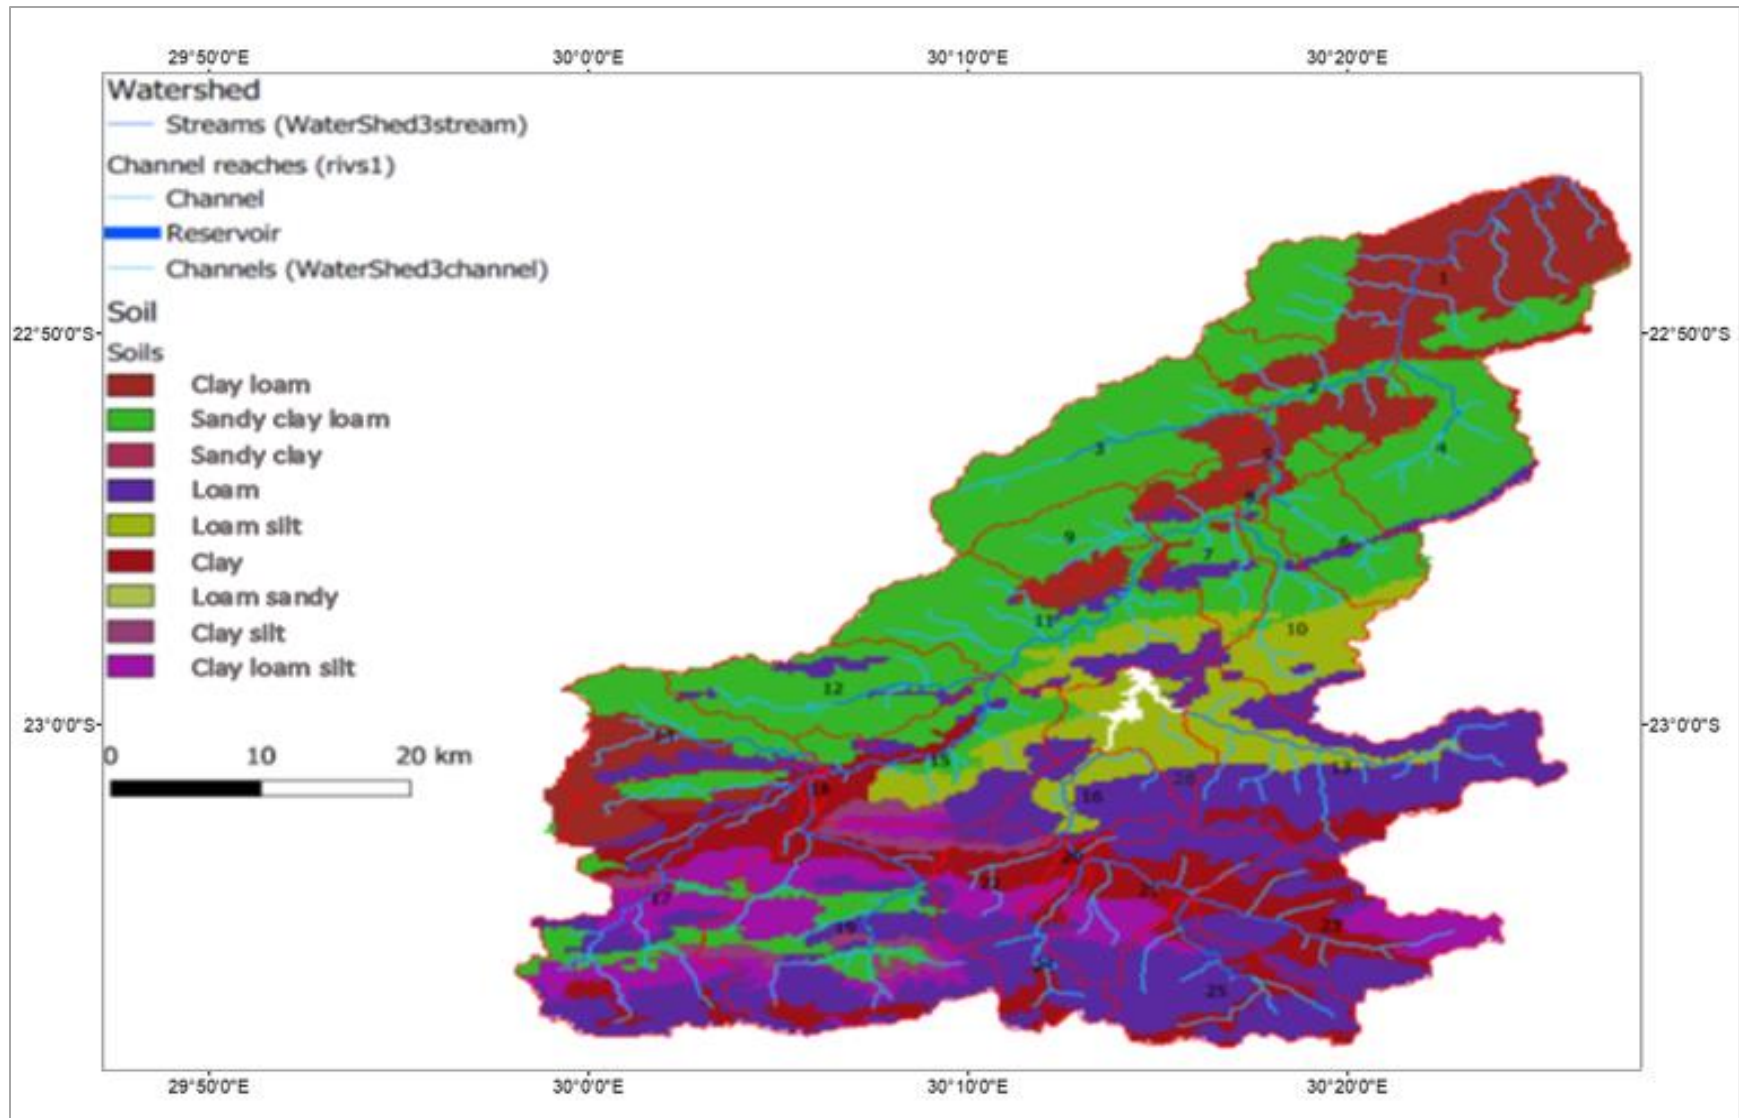 29°50'0"E 30°0'0"E 30°10'0"E 30°20'0"E
Watershed
Streams (WaterShed3stream)
Channel reaches (rivs1)
Channel
Reservoir
Channels (WaterShed3channel)
Soil
Soils
Clay loam
Sandy clay loam
Sandy clay
Loam
Loam silt
Clay
Loam sandy
Clay silt
Clay loam silt
22°50'0"S 22°50'0"S
23°0'0"S 23°0'0"S
0 10 20 km
1
2
3
4
5
6
7
9
10
11
12
13
15
16
17
19
23
25
29°50'0"E 30°0'0"E 30°10'0"E 30°20'0"E